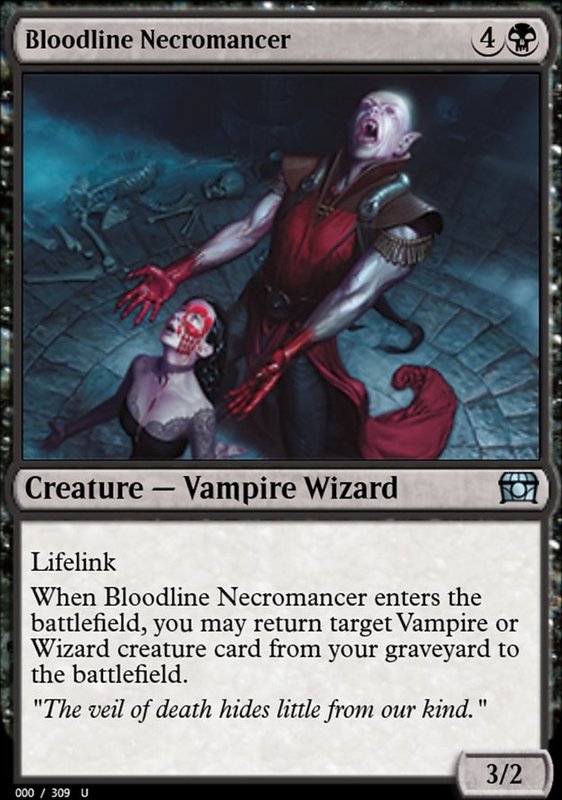 Bloodline Necromancer 4
Creature — Vampire Wizard
Lifelink
When Bloodline Necromancer enters the
battlefield, you may return target Vampire or
Wizard creature card from your graveyard to
the battlefield.
"The veil of death hides little from our kind."
3/2
000 / 309 U